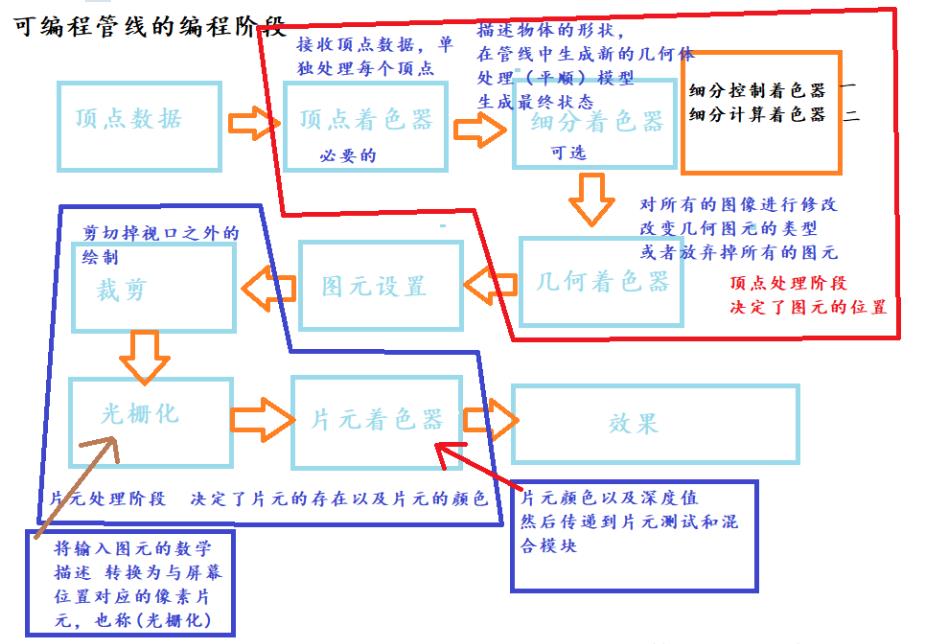 可编程管线的编程阶段
接收顶点数据，单
独处理每个顶点
描述物体的形状，
在管线中生成新的几何体
处理（平顺）模型
生成最终状态
顶点数据
顶点着色器
必要的
细分着色器
可选
细分控制着色器 一
细分计算着色器 二
对所有的图像进行修改
改变几何图元的类型
或者放弃掉所有的图元
剪切掉视口之外的
绘制
裁剪
图元设置
几何着色器
顶点处理阶段
决定了图元的位置
光栅化
片元着色器
效果
片元处理阶段 决定了片元的存在以及片元的颜色
片元颜色以及深度值
然后传递到片元测试和混
合模块
将输入图元的数学
描述 转换为与屏幕
位置对应的像素片
元，也称(光栅化)